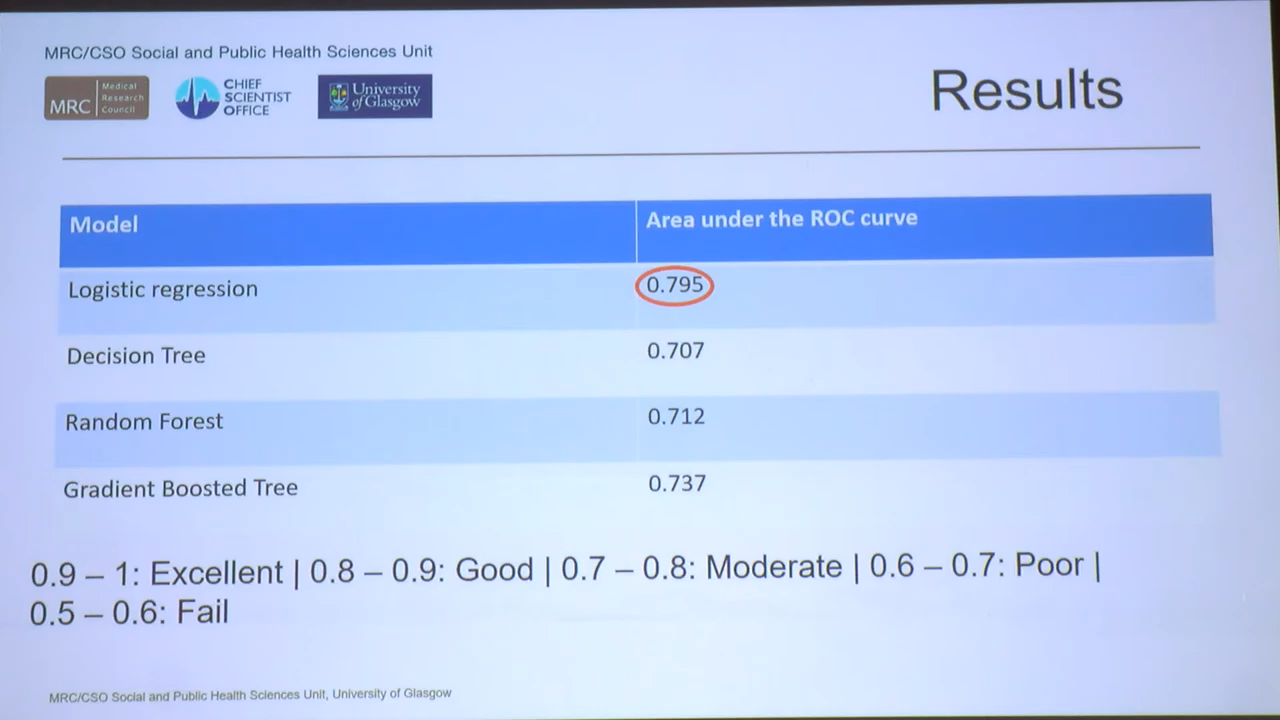 MRC/CSO Social and Public Health Sciences Unit
MRC
Medical
Research
Council
CHIEF
SCIENTIST
OFFICE
University
of Glasgow
Results
Model
Area under the ROC curve
Logistic regression
0.795
Decision Tree
0.707
Random Forest
0.712
Gradient Boosted Tree
0.737
0.9 – 1: Excellent | 0.8 – 0.9: Good | 0.7 – 0.8: Moderate | 0.6 – 0.7: Poor |
0.5 – 0.6: Fail
MRC/CSO Social and Public Health Sciences Unit, University of Glasgow